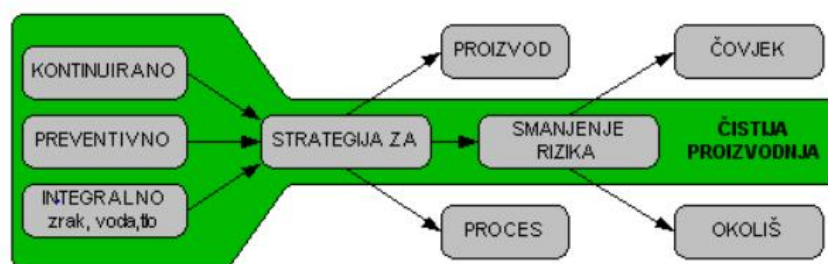 KONTINUIRANO
PREVENTIVNO
INTEGRALNO
zrak, voda,tlo
STRATEGIJA ZA
PROIZVOD
PROCES
SMANJENJE
RIZIKA
ČOVJEK
OKOLIŠ
ČISTIJA
PROIZVODNJA